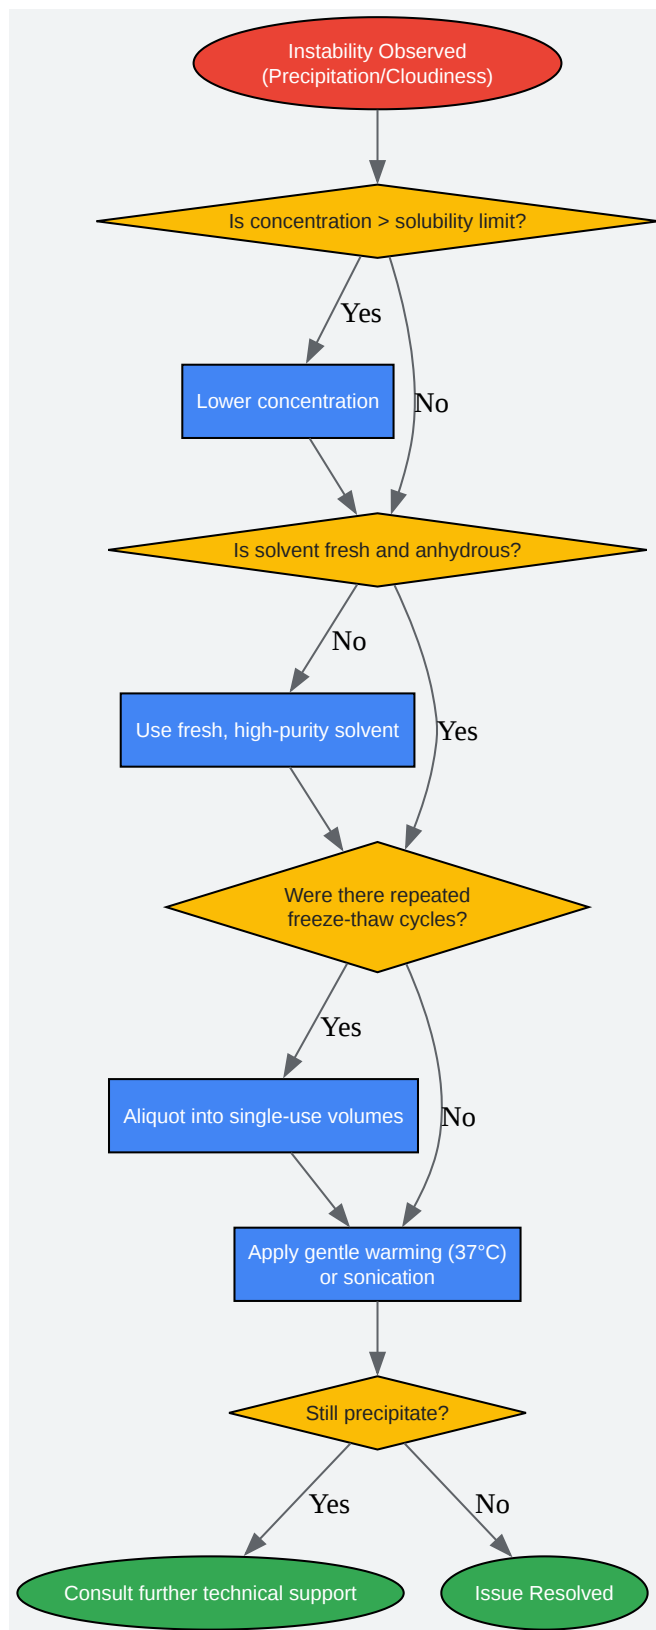 Instability Observed
(Precipitation/Cloudiness)
Is concentration > solubility limit?
Yes
Lower concentration
No
Is solvent fresh and anhydrous?
No
Use fresh, high-purity solvent
Yes
Were there repeated
freeze-thaw cycles?
Yes
Aliquot into single-use volumes
No
Apply gentle warming (37°C)
or sonication
Still precipitate?
Yes
No
Consult further technical support
Issue Resolved